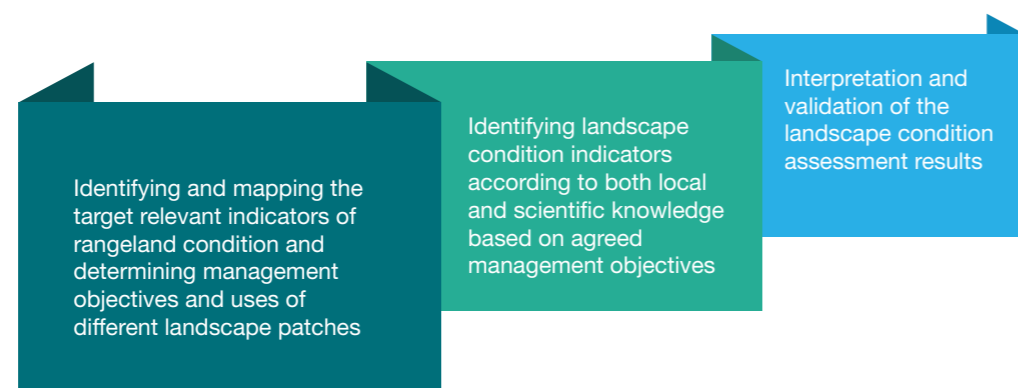 Identifying and mapping the
target relevant indicators of
rangeland condition and
determining management
objectives and uses of
different landscape patches
Identifying landscape
condition indicators
according to both local
and scientific knowledge
based on agreed
management objectives
Interpretation and
validation of the
landscape condition
assessment results